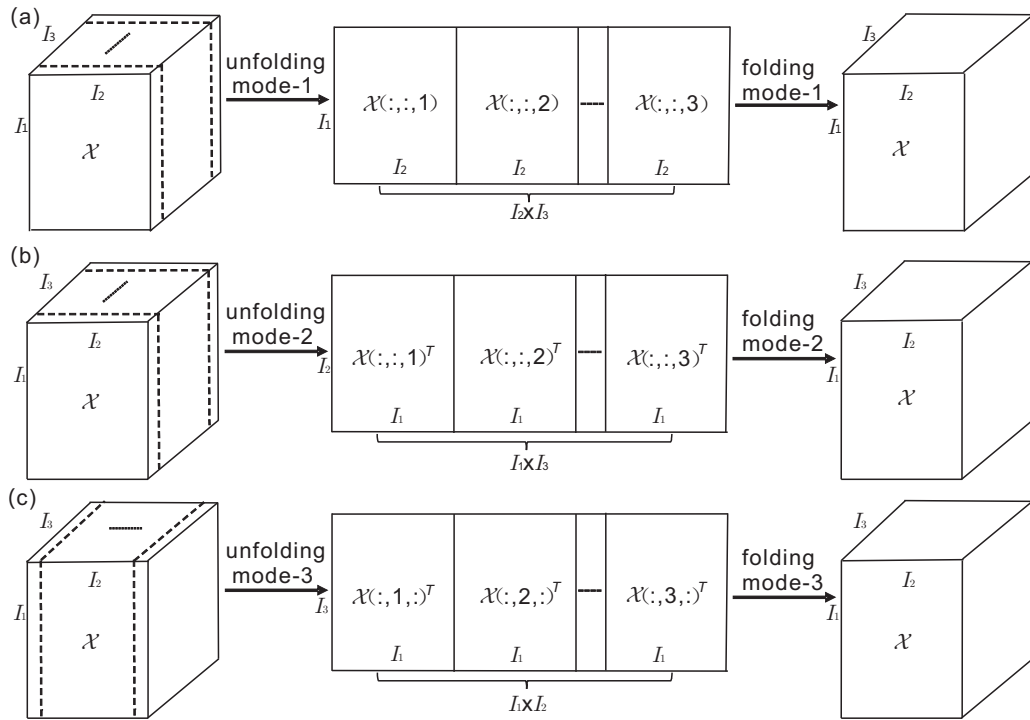 (a)
I3
I2
I1
𝒳
unfolding
mode-1
I1
𝒳(:,:,1) 𝒳(:,:,2) 𝒳(:,:,3)
I2 I2 I2
I2xI3
folding
mode-1
I3
I2
I1
𝒳
(b)
I3
I2
I1
𝒳
unfolding
mode-2
I2
𝒳(:,:,1)ᵀ 𝒳(:,:,2)ᵀ 𝒳(:,:,3)ᵀ
I1 I1 I1
I1xI3
folding
mode-2
I3
I2
I1
𝒳
(c)
I3
I2
I1
𝒳
unfolding
mode-3
I3
𝒳(:,1,:)ᵀ 𝒳(:,2,:)ᵀ 𝒳(:,3,:)ᵀ
I1 I1 I1
I1xI2
folding
mode-3
I3
I2
I1
𝒳